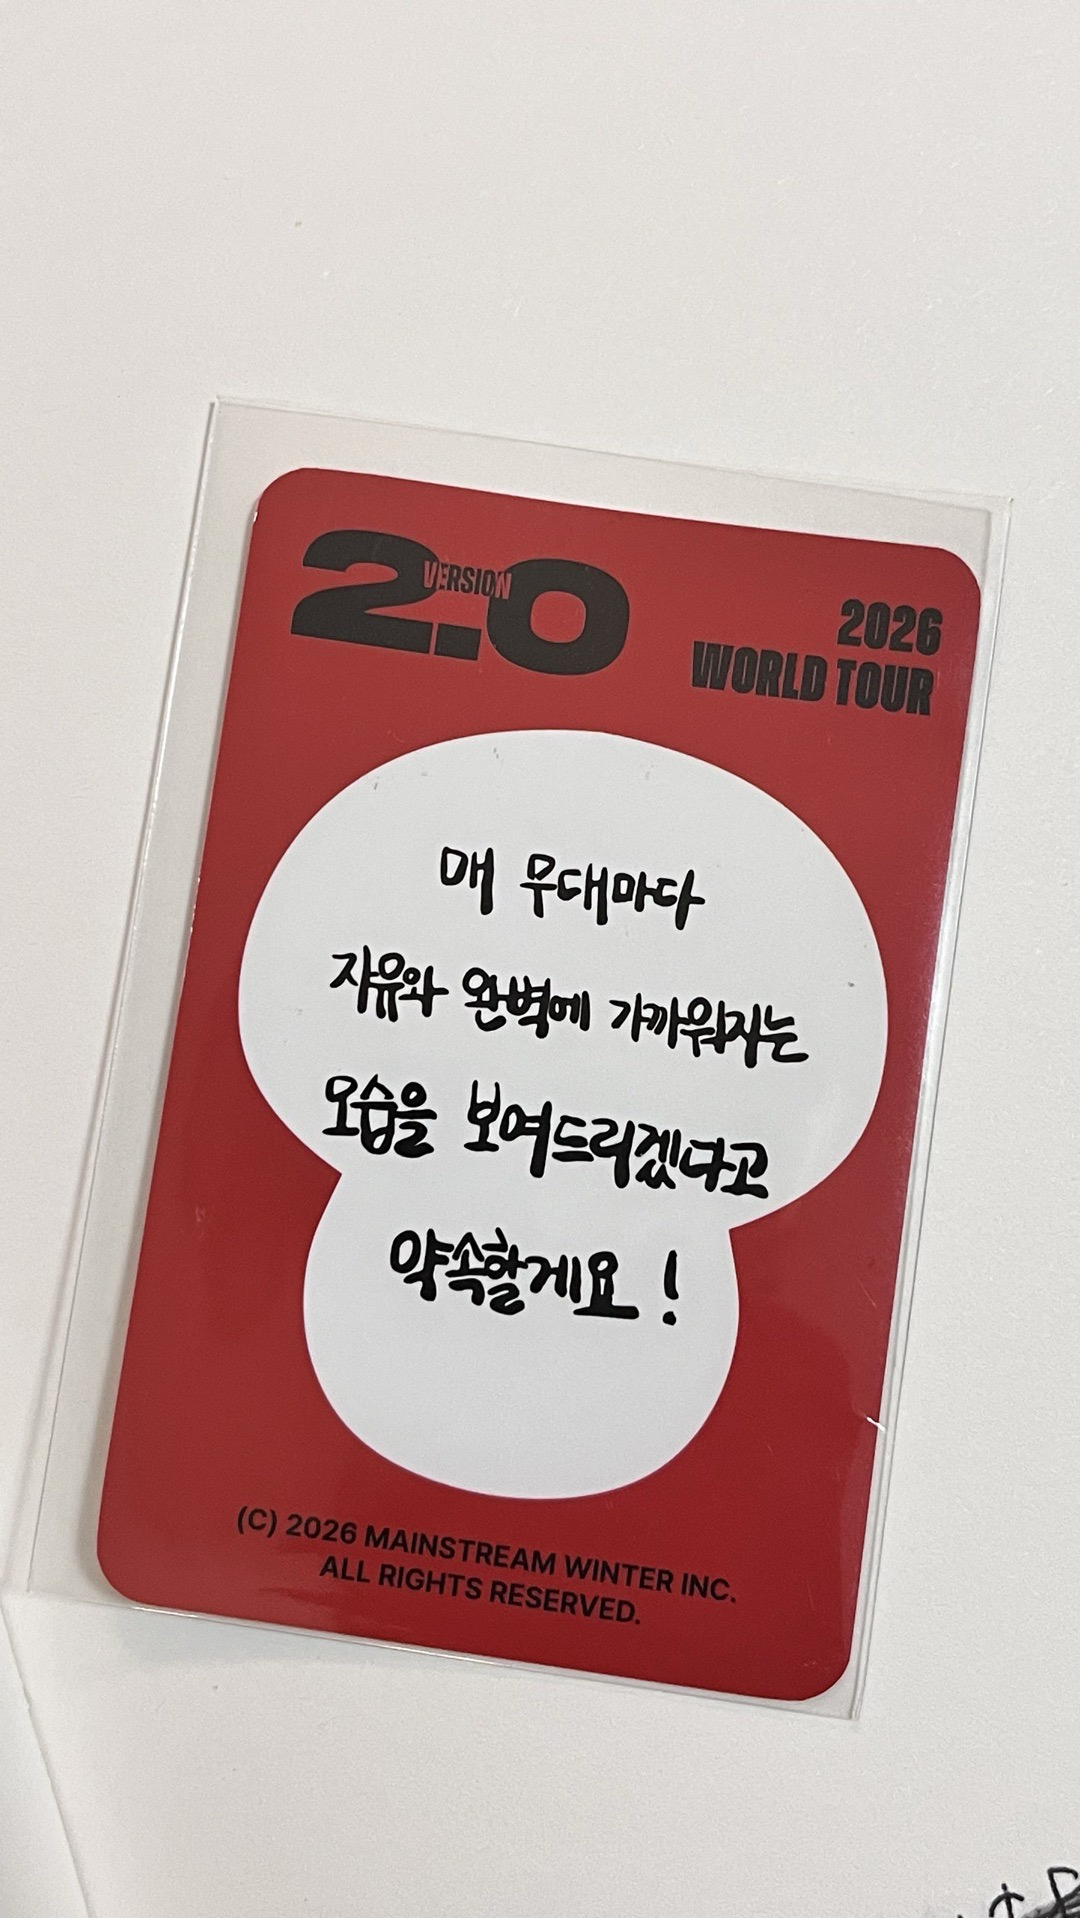 2.0
VERSION
2026
WORLD TOUR
매 무대마다
자유와 완벽에 가까워지는
모습을 보여드리겠다고
약속할게요!
(C) 2026 MAINSTREAM WINTER INC.
ALL RIGHTS RESERVED.